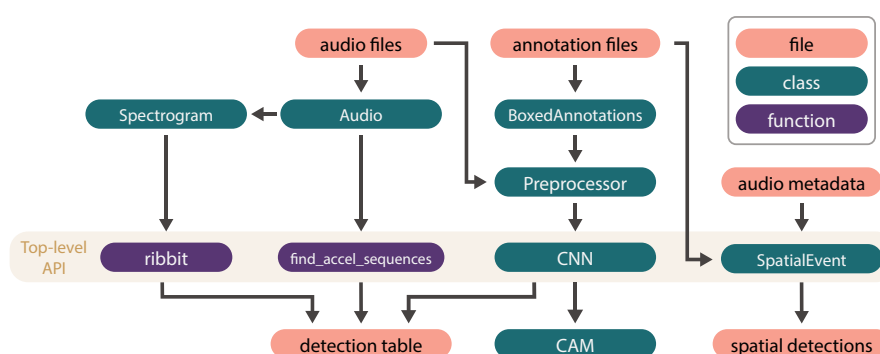 audio files
annotation files
file
class
function
Spectrogram
Audio
BoxedAnnotations
Preprocessor
audio metadata
Top-level
API
ribbit
find_accel_sequences
CNN
SpatialEvent
detection table
CAM
spatial detections